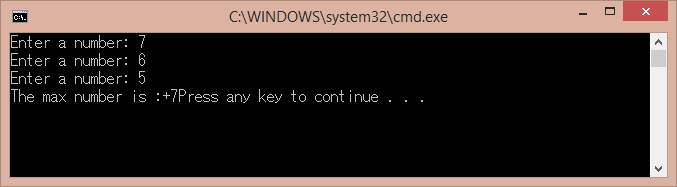 C:\WINDOWS\system32\cmd.exe
Enter a number: 7
Enter a number: 6
Enter a number: 5
The max number is :+7Press any key to continue . . .